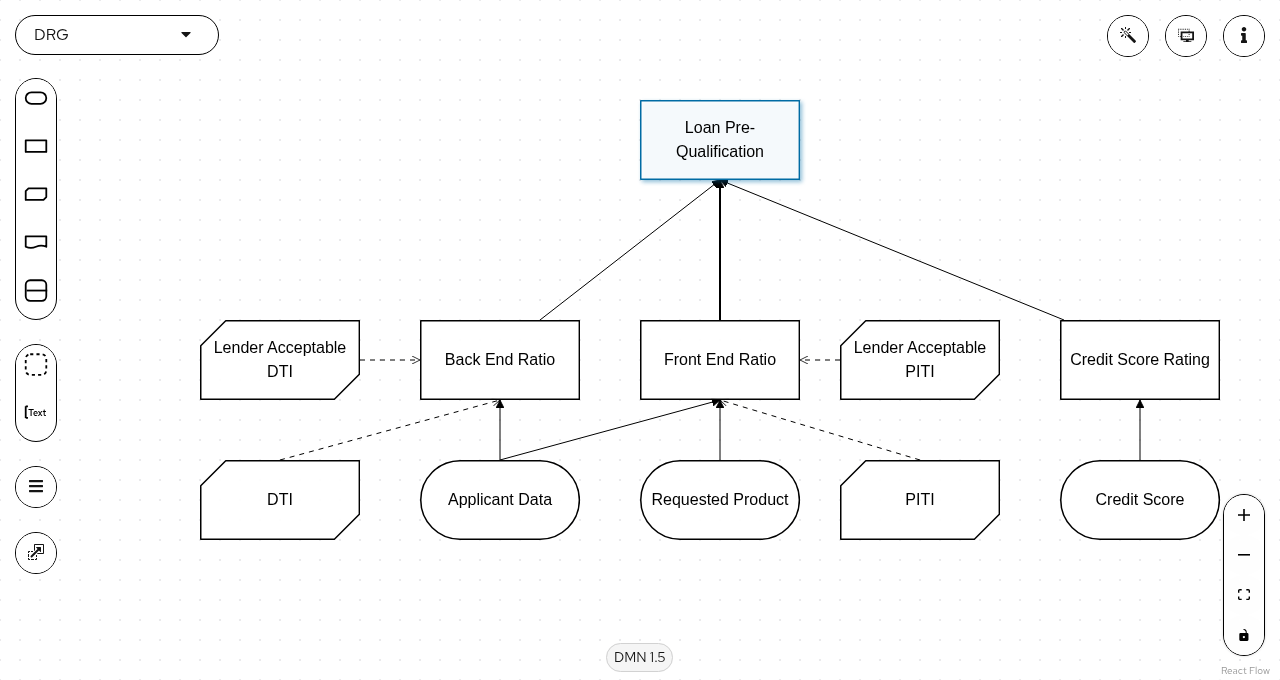 DRG
Loan Pre-
Qualification
Lender Acceptable
DTI
Back End Ratio
Front End Ratio
Lender Acceptable
PITI
Credit Score Rating
Text
DTI
Applicant Data
Requested Product
PITI
Credit Score
DMN 1.5
React Flow